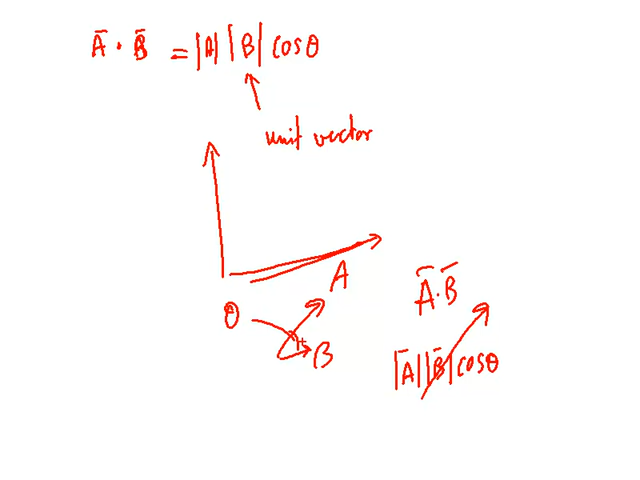 Ā · B̄ = |A| |B| cosθ
unit vector
A
θ
B
Ā·B̄
|Ā||B̄|cosθ